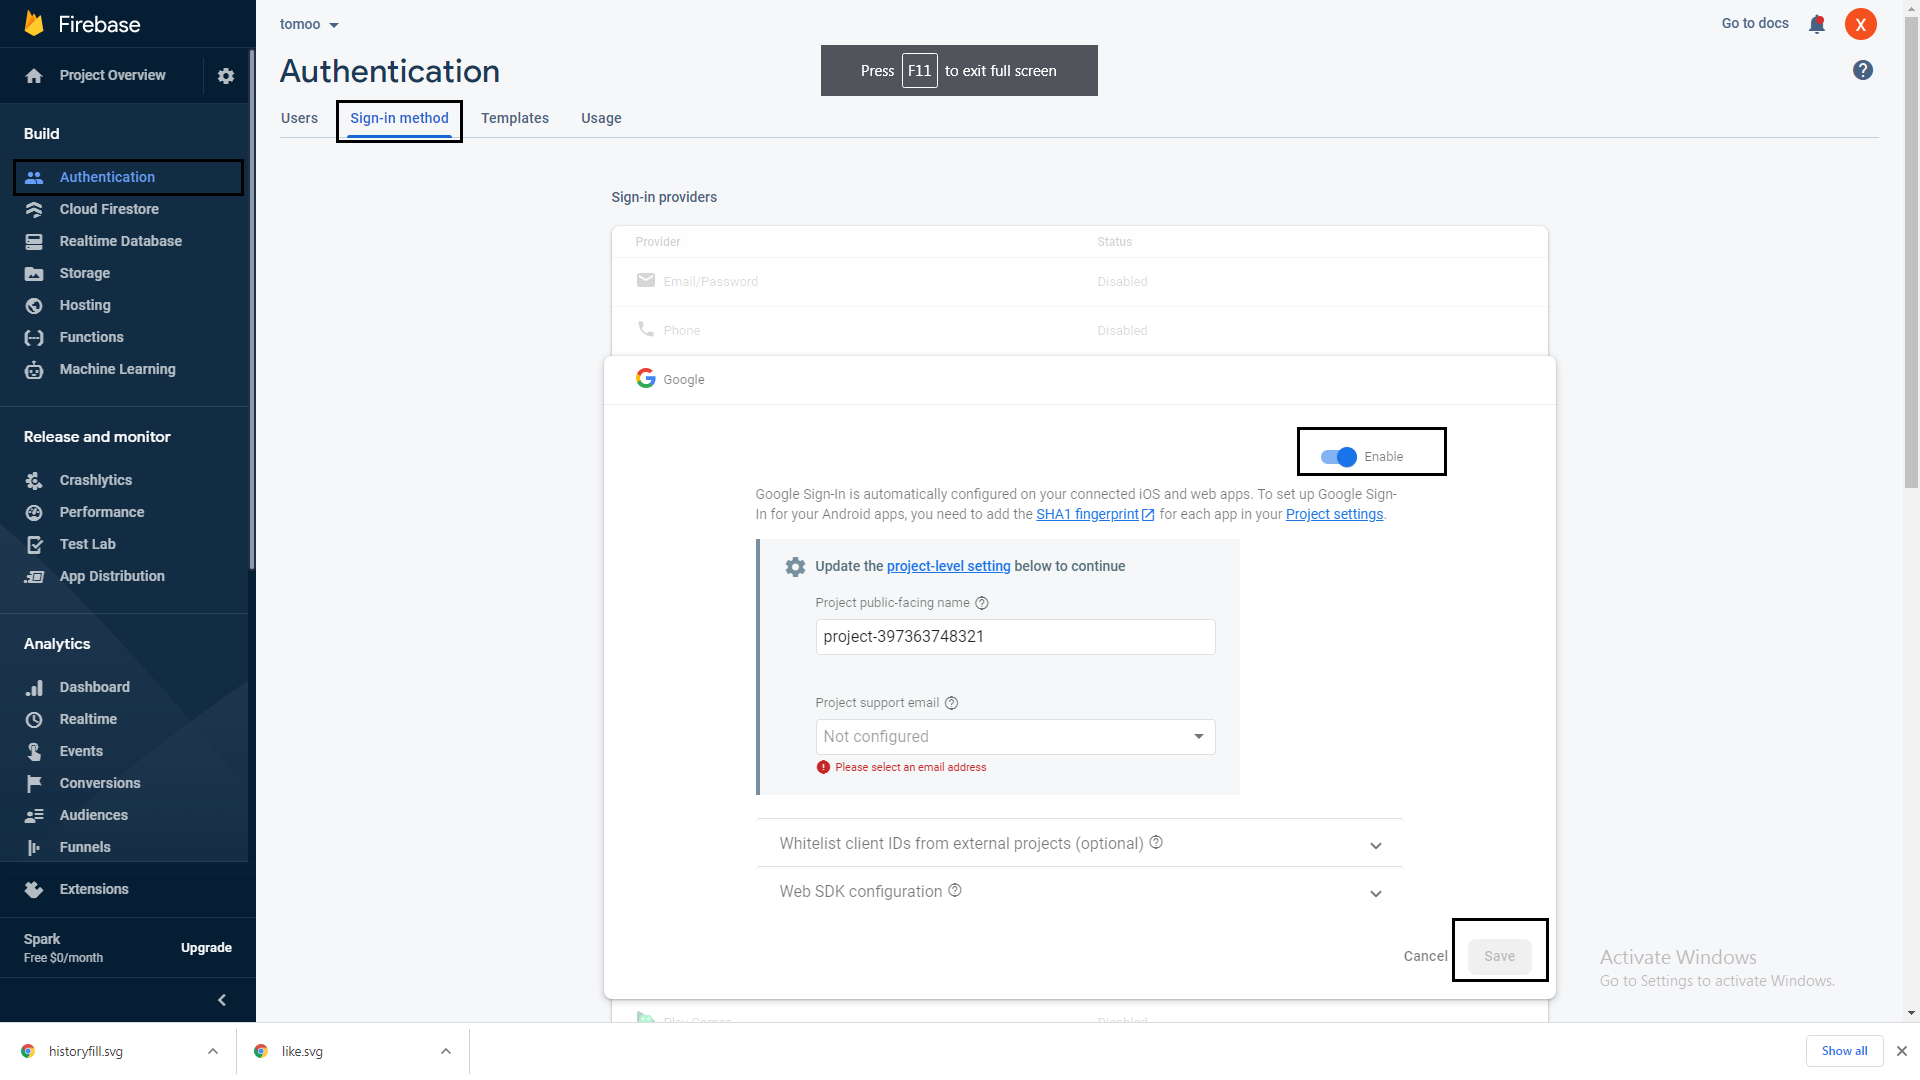 Firebase
tomoo
Go to docs
X
Project Overview
Authentication
Press F11 to exit full screen
?
Users
Sign-in method
Templates
Usage
Build
Authentication
Cloud Firestore
Realtime Database
Storage
Hosting
Functions
Machine Learning
Release and monitor
Crashlytics
Performance
Test Lab
App Distribution
Analytics
Dashboard
Realtime
Events
Conversions
Audiences
Funnels
Extensions
Spark
Free $0/month
Upgrade
Sign-in providers
Provider Status
Email/Password Disabled
Phone Disabled
Google
Enable
Google Sign-In is automatically configured on your connected iOS and web apps. To set up Google Sign-
In for your Android apps, you need to add the SHA1 fingerprint for each app in your Project settings.
Update the project-level setting below to continue
Project public-facing name
project-397363748321
Project support email
Not configured
Please select an email address
Whitelist client IDs from external projects (optional)
Web SDK configuration
Cancel
Save
Play Games Disabled
Activate Windows
Go to Settings to activate Windows.
historyfill.svg
like.svg
Show all